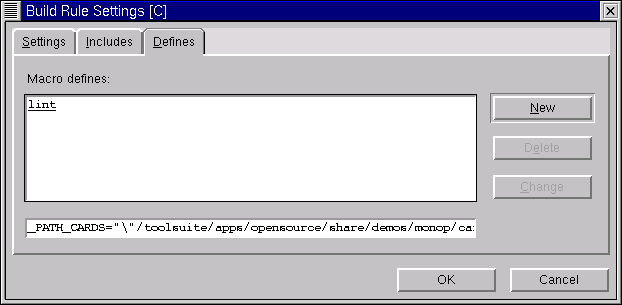 Build Rule Settings [C]
Settings Includes Defines
Macro defines:
lint
New
Delete
Change
_PATH_CARDS="\"/toolsuite/apps/opensource/share/demos/monop/ca
OK Cancel